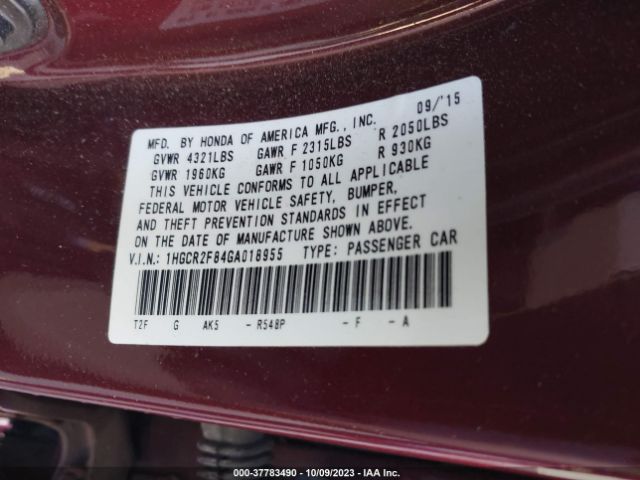 09/'15
MFD. BY HONDA OF AMERICA MFG., INC.
GVWR 4321LBS GAWR F 2315LBS R 2050LBS
GVWR 1960KG GAWR F 1050KG R 930KG
THIS VEHICLE CONFORMS TO ALL APPLICABLE
FEDERAL MOTOR VEHICLE SAFETY, BUMPER,
AND THEFT PREVENTION STANDARDS IN EFFECT
ON THE DATE OF MANUFACTURE SHOWN ABOVE.
V.I.N.: 1HGCR2F84GA018955 TYPE: PASSENGER CAR
T2F G AK5 - R548P - F - A
000-37783490 - 10/09/2023 - IAA Inc.